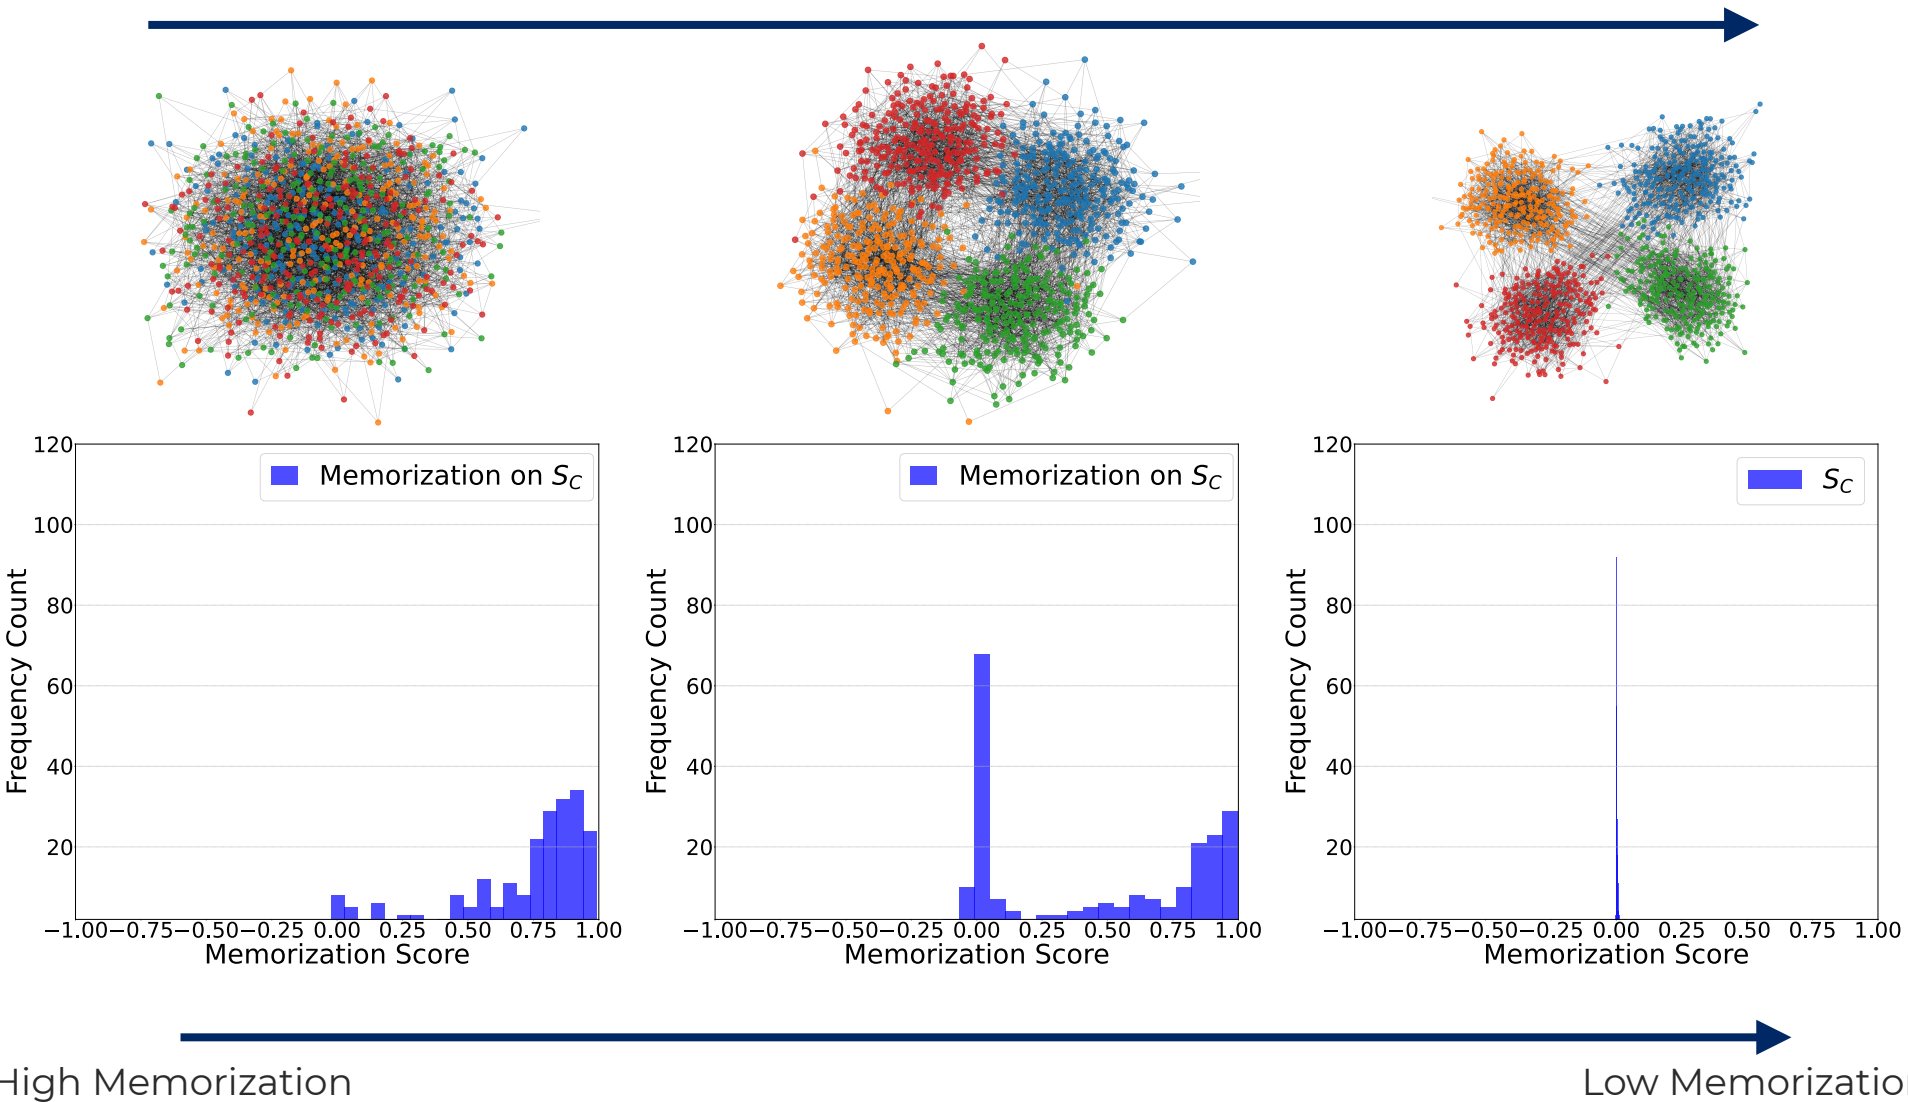 120
100
80
60
40
20
Frequency Count
Memorization on S_C
−1.00 −0.75 −0.50 −0.25 0.00 0.25 0.50 0.75 1.00
Memorization Score
120
100
80
60
40
20
Frequency Count
Memorization on S_C
−1.00 −0.75 −0.50 −0.25 0.00 0.25 0.50 0.75 1.00
Memorization Score
120
100
80
60
40
20
Frequency Count
S_C
−1.00 −0.75 −0.50 −0.25 0.00 0.25 0.50 0.75 1.00
Memorization Score
High Memorization
Low Memorization